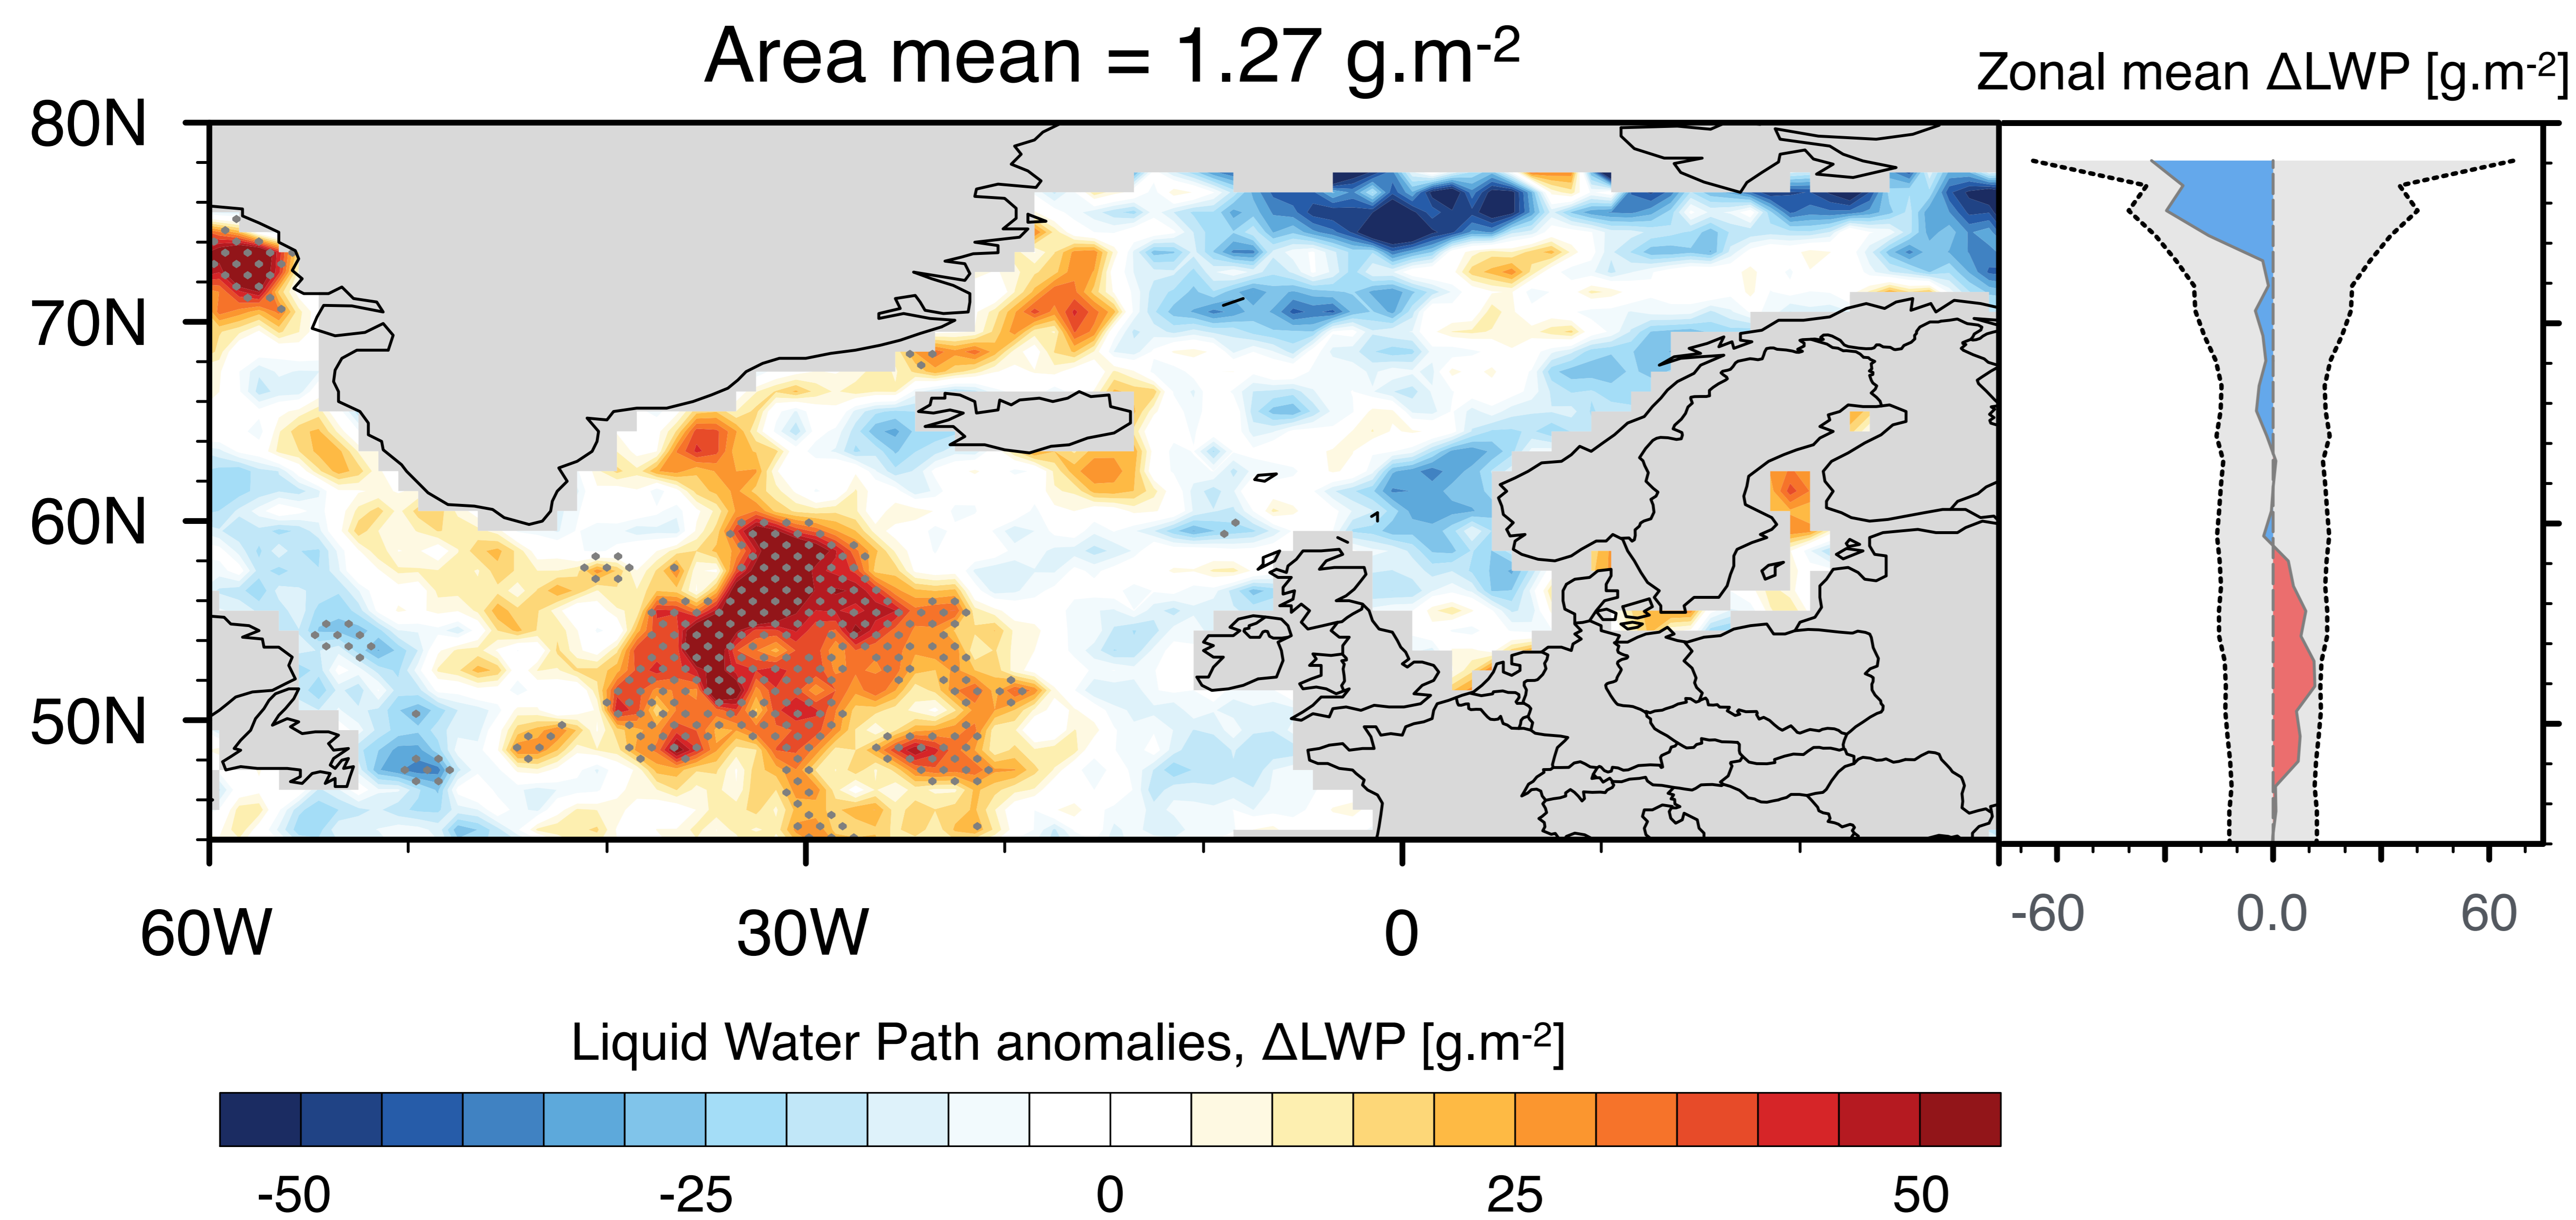 Area mean = 1.27 g.m-2
Zonal mean ΔLWP [g.m-2]
80N
70N
60N
50N
60W 30W 0
-60 0.0 60
Liquid Water Path anomalies, ΔLWP [g.m-2]
-50 -25 0 25 50